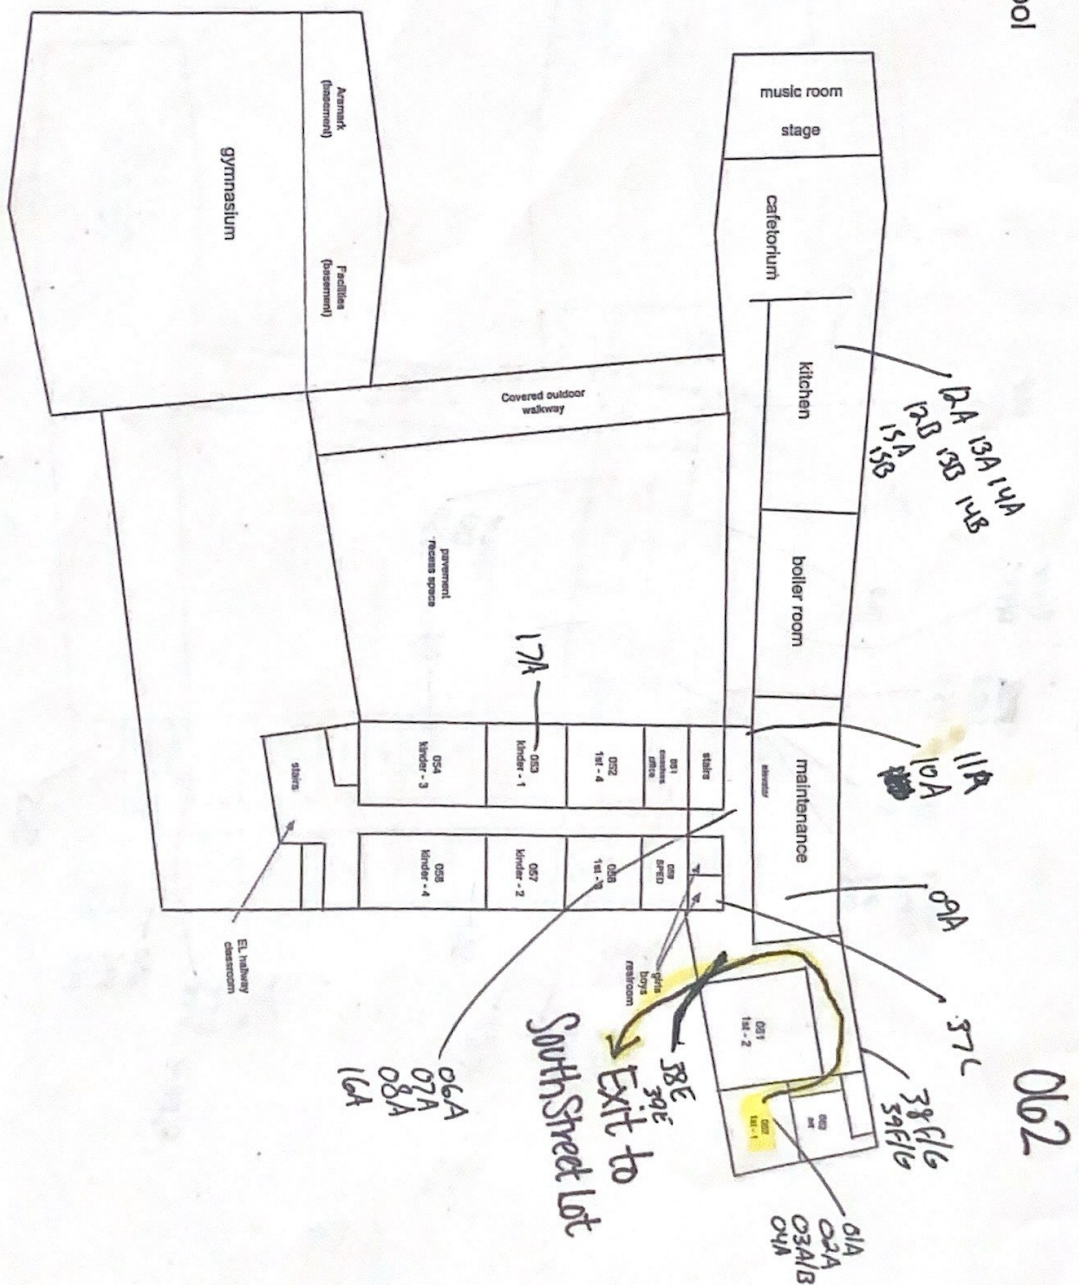 ool
music room
stage
cafetorium
kitchen
boiler room
maintenance
elevator
Aramark
(basement)
Facilities
(basement)
gymnasium
Covered outdoor
walkway
pavement
recess space
stairs
051
052
1st - 4
053
kinder - 1
054
kinder - 3
stairs
SPED
1st - 3
057
kinder - 2
kinder - 4
girls
boys
restroom
EL hallway
classroom
061
1st - 2
1st - 1
12A 13A 14A
12B 13B 14B
15A
15B
17A
11A
10A
09A
37C
38F/G
39F/G
062
38E
39E
Exit to
South Street Lot
06A
07A
08A
16A
01A
02A
03A/B
04A